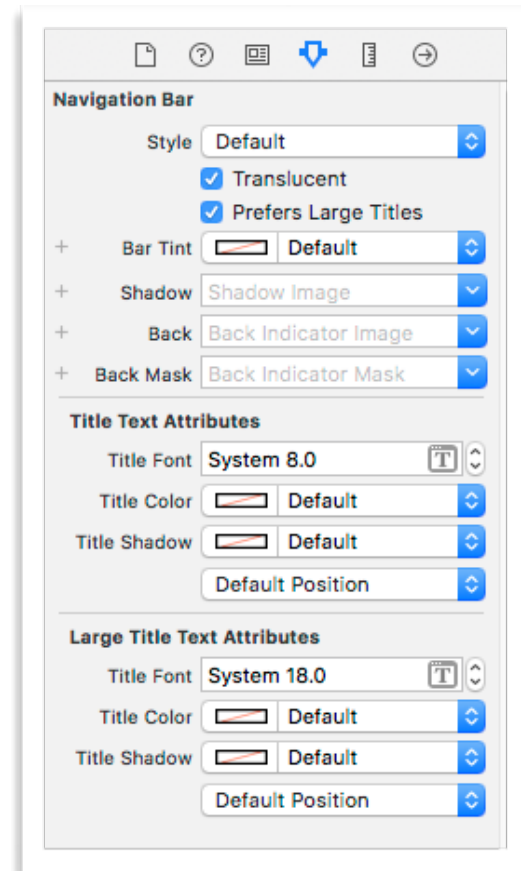 Navigation Bar
Style Default
Translucent
Prefers Large Titles
Bar Tint Default
Shadow Shadow Image
Back Back Indicator Image
Back Mask Back Indicator Mask
Title Text Attributes
Title Font System 8.0 T
Title Color Default
Title Shadow Default
Default Position
Large Title Text Attributes
Title Font System 18.0 T
Title Color Default
Title Shadow Default
Default Position